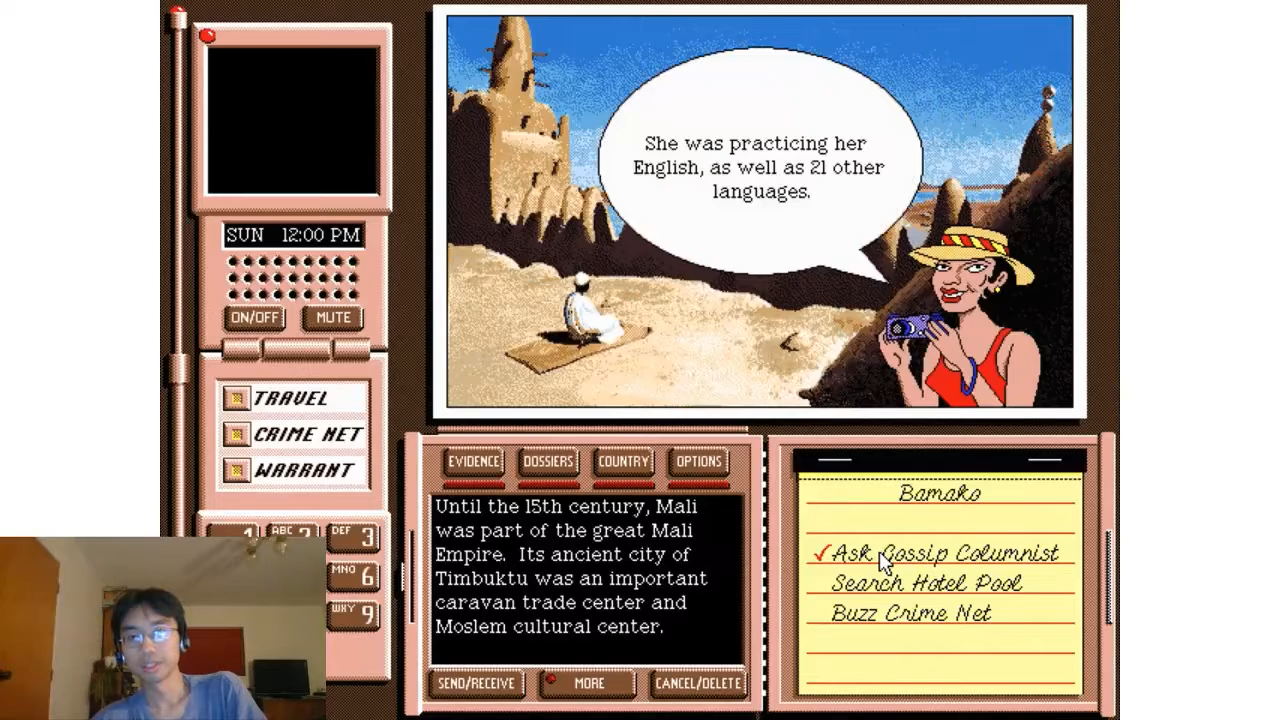 She was practicing her
English, as well as 21 other
languages.
SUN 12:00 PM
ON/OFF
MUTE
TRAVEL
CRIME NET
WARRANT
ABC
DEF 3
MNO 6
WXY 9
EVIDENCE
DOSSIERS
COUNTRY
OPTIONS
Until the 15th century, Mali
was part of the great Mali
Empire. Its ancient city of
Timbuktu was an important
caravan trade center and
Moslem cultural center.
SEND/RECEIVE
MORE
CANCEL/DELETE
Bamako
✓Ask Gossip Columnist
Search Hotel Pool
Buzz Crime Net